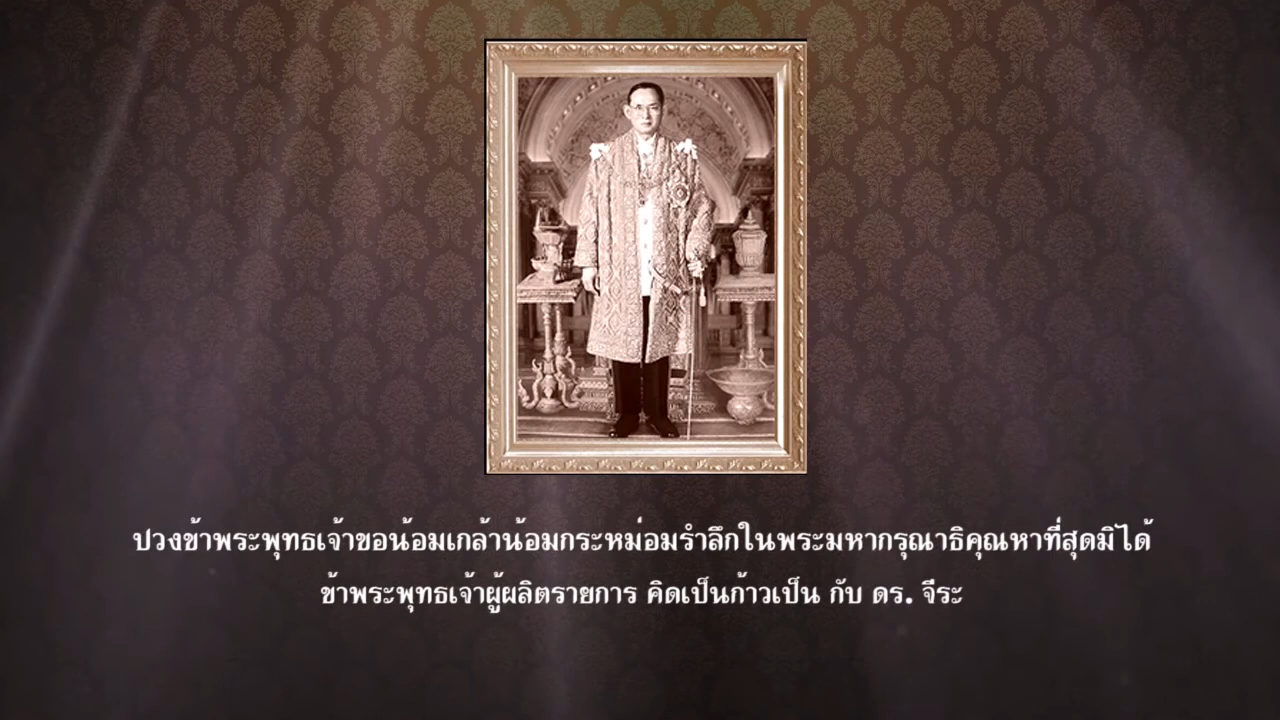 ปวงข้าพระพุทธเจ้าขอน้อมเกล้าน้อมกระหม่อมรำลึกในพระมหากรุณาธิคุณหาที่สุดมิได้
ข้าพระพุทธเจ้าผู้ผลิตรายการ คิดเป็นก้าวเป็น กับ ดร. จีระ